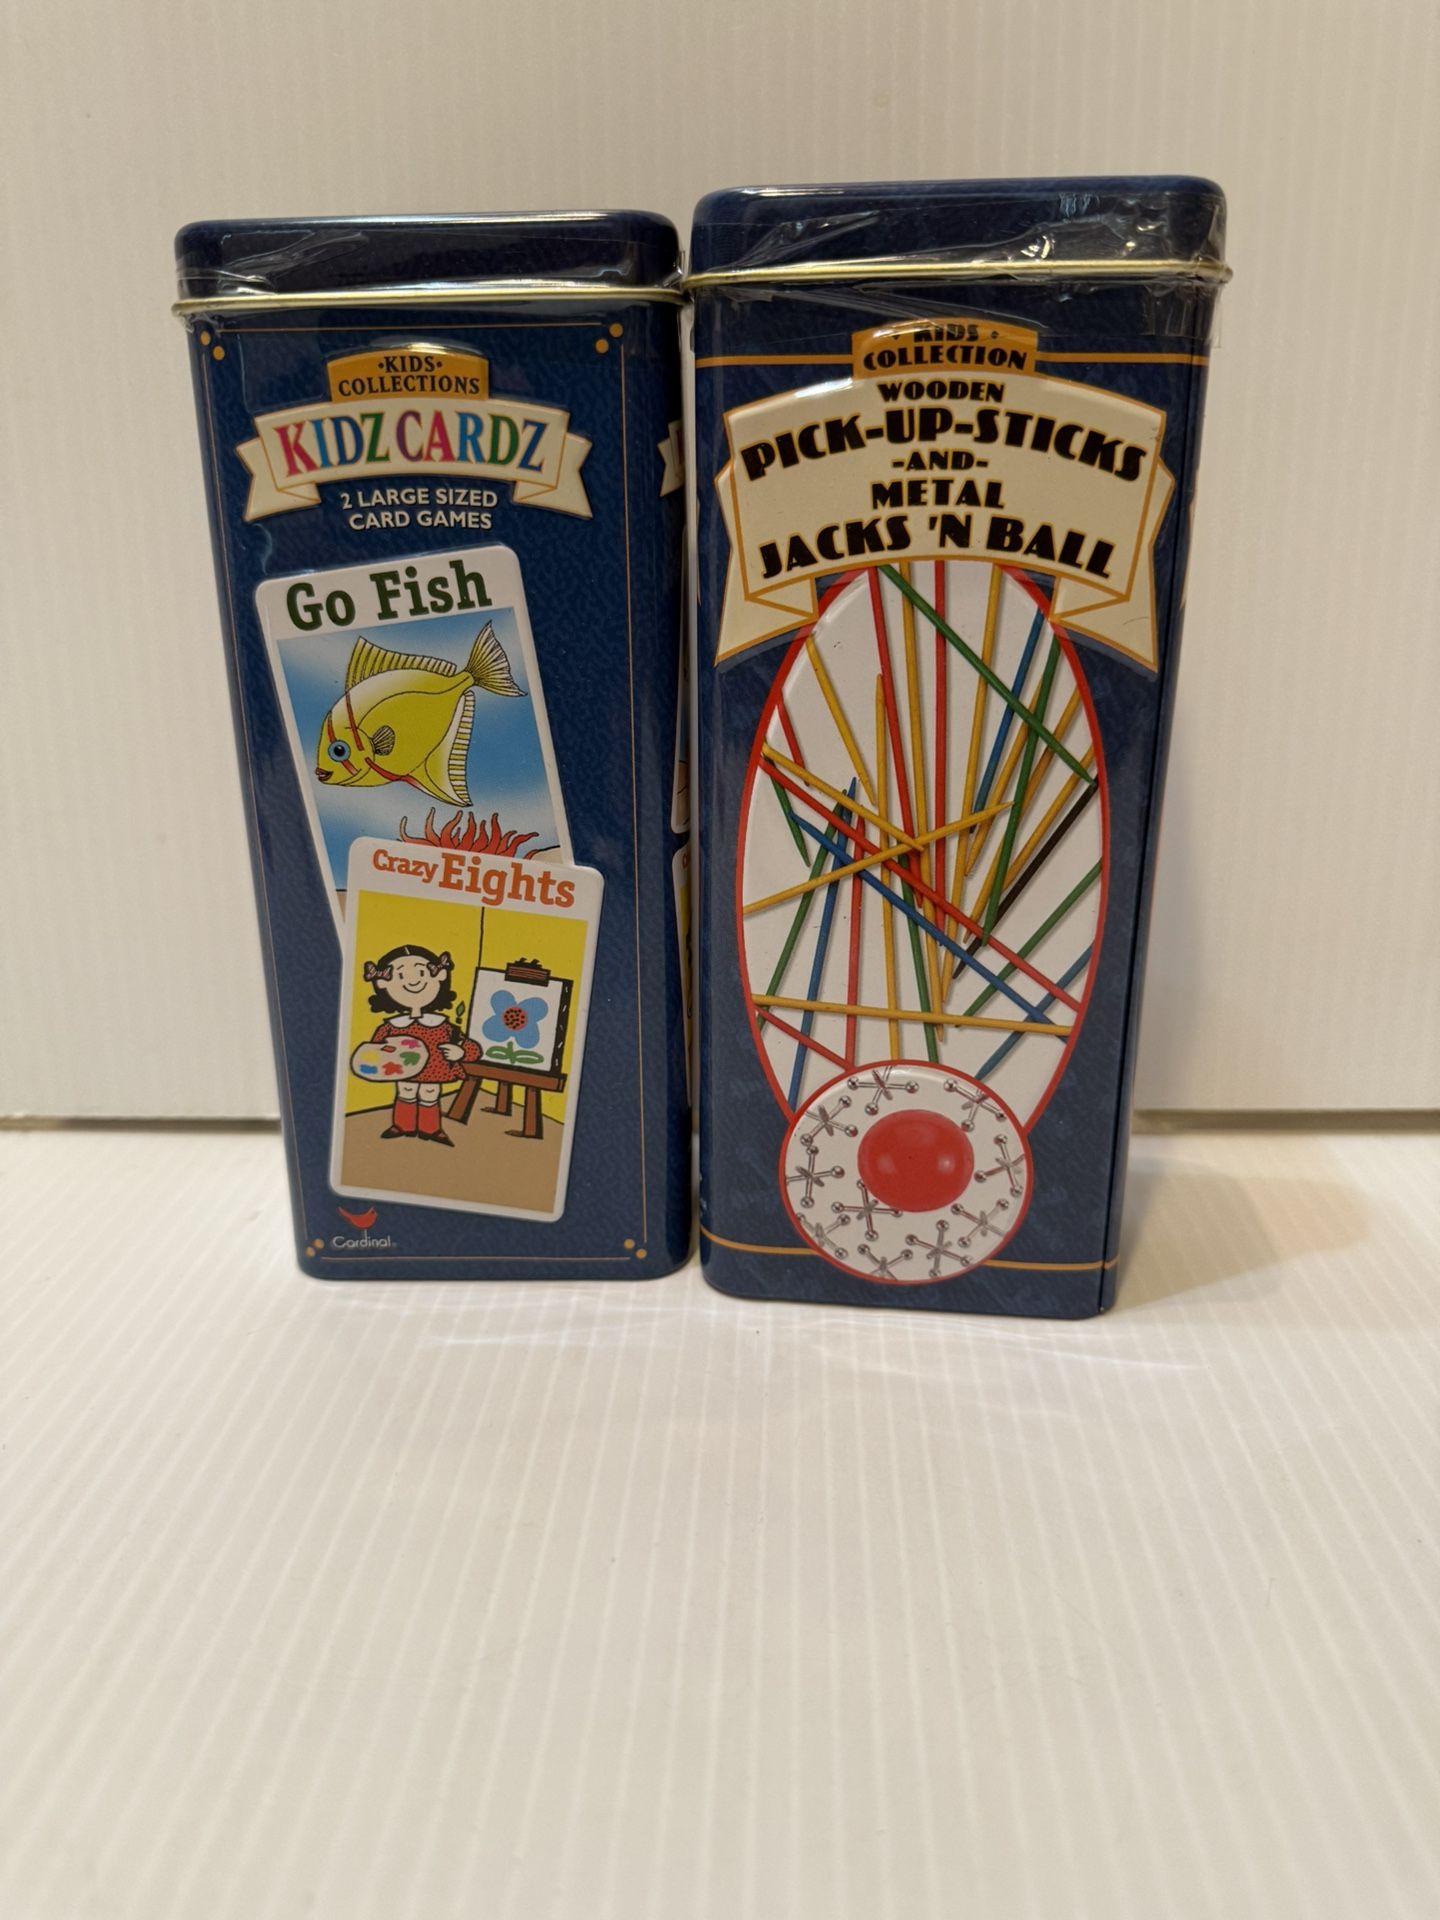 ·KIDS·
COLLECTIONS
KIDZ CARDZ
2 LARGE SIZED
CARD GAMES
Go Fish
Crazy Eights
Cardinal
· KIDS ·
COLLECTION
WOODEN
PICK-UP-STICKS
-AND-
METAL
JACKS 'N BALL